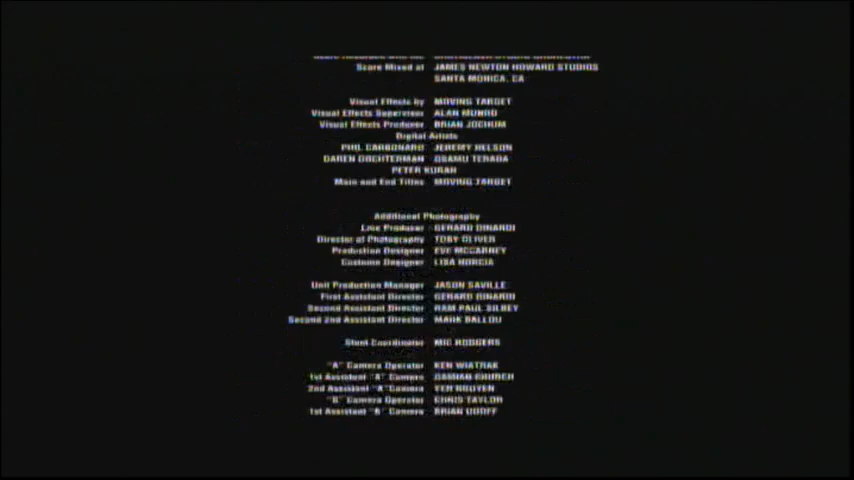 Score Mixed at JAMES NEWTON HOWARD STUDIOS
SANTA MONICA, CA
Visual Effects by MOVING TARGET
Visual Effects Supervisor ALAN MUNRO
Visual Effects Producer BRIAN JOCHUM
Digital Artists
PHIL CARBONARO JEREMY NELSON
DAREN DOCHTERMAN OSAMU TERADA
PETER KURAN
Main and End Titles MOVING TARGET
Additional Photography
Line Producer GERARD DINARDI
Director of Photography TOBY OLIVER
Production Designer EVE MCCARNEY
Costume Designer LISA NORCIA
Unit Production Manager JASON SAVILLE
First Assistant Director GERARD DINARDI
Second Assistant Director RAM PAUL SILBEY
Second 2nd Assistant Director MARK BALLOU
Stunt Coordinator MIC RODGERS
"A" Camera Operator KEN WIATRAK
1st Assistant "A" Camera DAMIAN CHURCH
2nd Assistant "A" Camera YEN NGUYEN
"B" Camera Operator CHRIS TAYLOR
1st Assistant "B" Camera BRIAN UDOFF